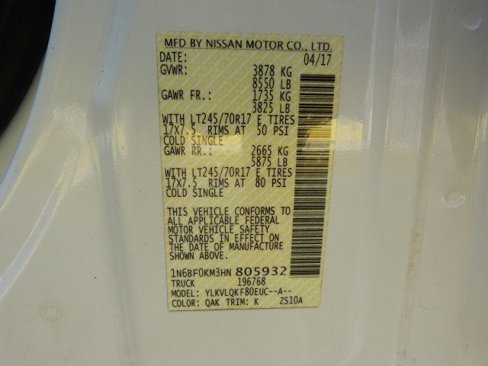 MFD BY NISSAN MOTOR CO., LTD.
DATE: 04/17
GVWR: 3878 KG
8550 LB
GAWR FR.: 1735 KG
3825 LB
WITH LT245/70R17 E TIRES
17X7.5 RIMS AT 50 PSI
COLD SINGLE
GAWR RR.: 2665 KG
5875 LB
WITH LT245/70R17 E TIRES
17X7.5 RIMS AT 80 PSI
COLD SINGLE
THIS VEHICLE CONFORMS TO
ALL APPLICABLE FEDERAL
MOTOR VEHICLE SAFETY
STANDARDS IN EFFECT ON
THE DATE OF MANUFACTURE
SHOWN ABOVE.
1N6BF0KM3HN 805932
TRUCK 196768
MODEL: YLKVLQKF80EUC--A--
COLOR: QAK TRIM: K ZS10A